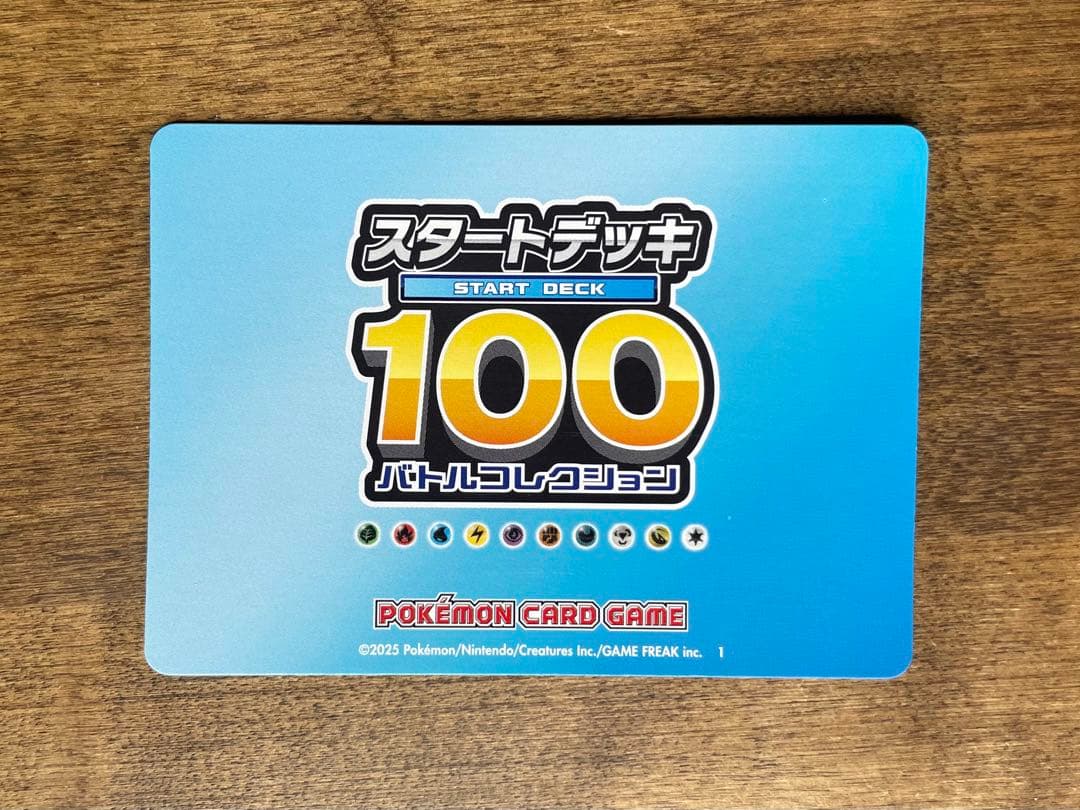 スタートデッキ
START DECK
100
バトルコレクション
POKÉMON CARD GAME
©2025 Pokémon/Nintendo/Creatures Inc./GAME FREAK inc. 1